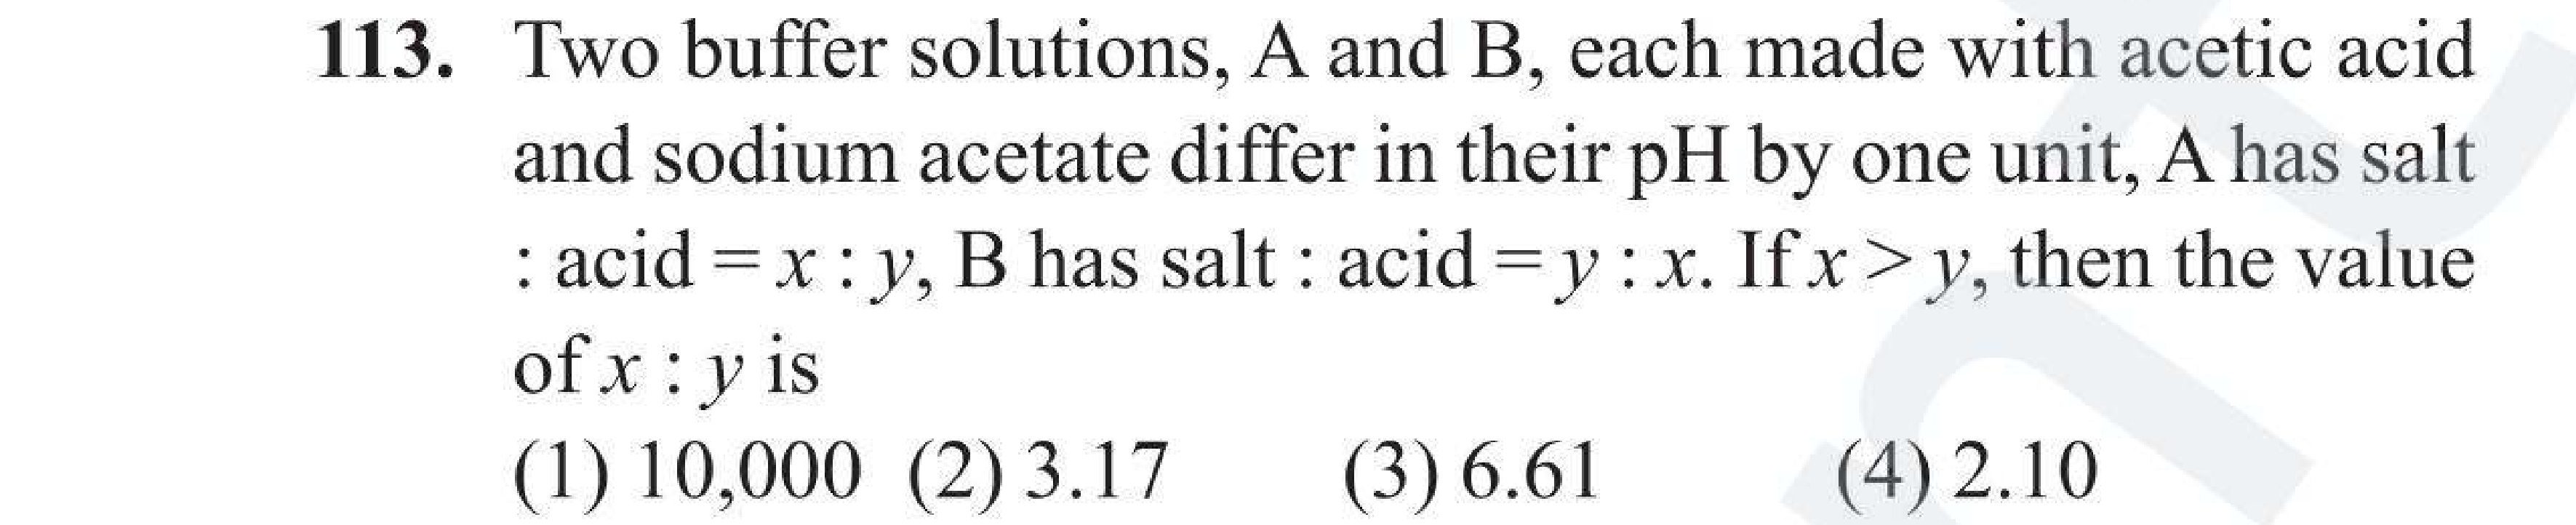 113. Two buffer solutions, A and B, each made with acetic acid
and sodium acetate differ in their pH by one unit, A has salt
: acid = x : y, B has salt : acid = y : x. If x > y, then the value
of x : y is
(1) 10,000 (2) 3.17 (3) 6.61 (4) 2.10